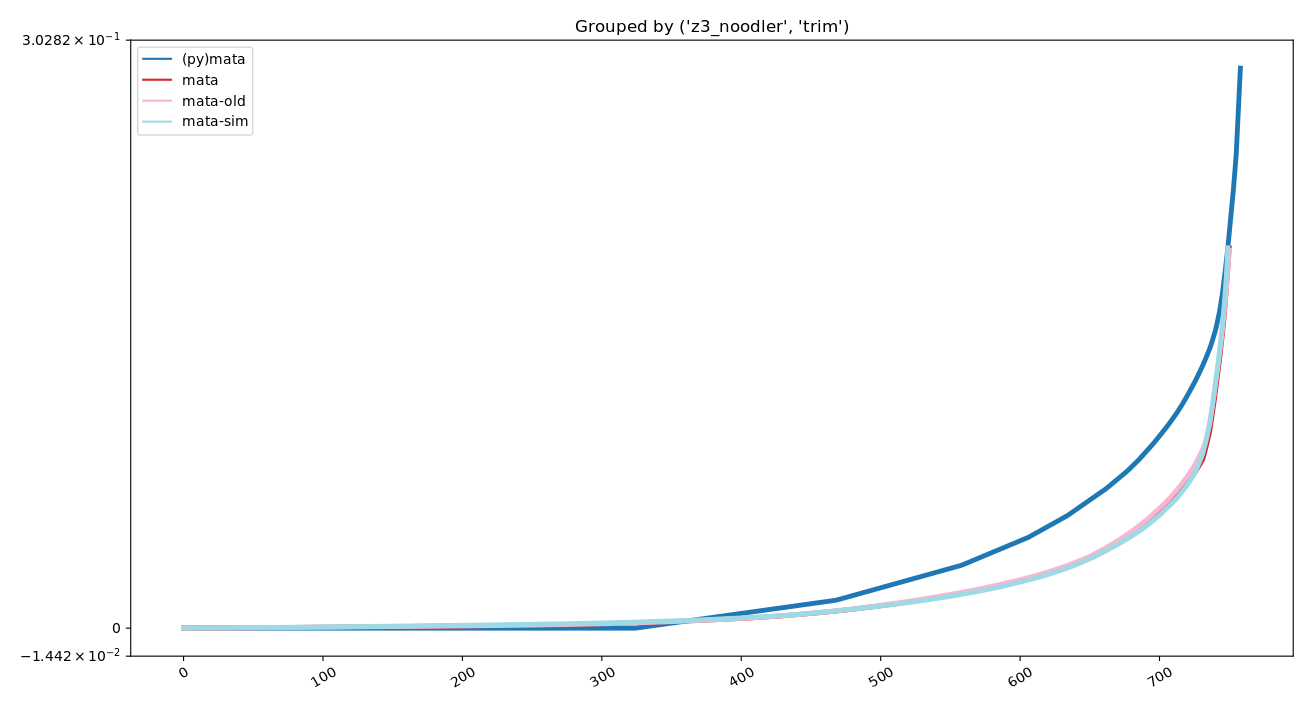 Grouped by ('z3_noodler', 'trim')
3.0282 × 10⁻¹
(py)mata
mata
mata-old
mata-sim
0
−1.442 × 10⁻²
0 100 200 300 400 500 600 700